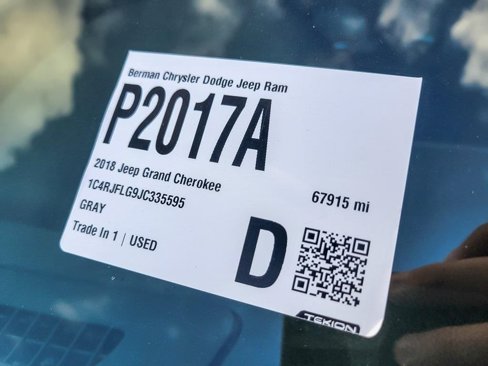 Berman Chrysler Dodge Jeep Ram
P2017A
2018 Jeep Grand Cherokee
67915 mi
1C4RJFLG9JC335595
GRAY
Trade In 1 | USED
D
TEKION